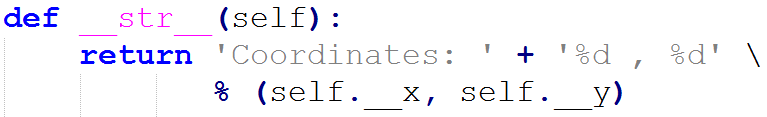 def __str__(self):
return 'Coordinates: ' + '%d , %d' \
% (self.__x, self.__y)